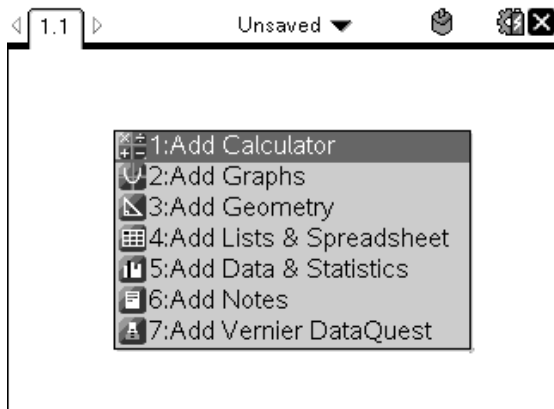 1.1 Unsaved
1:Add Calculator
2:Add Graphs
3:Add Geometry
4:Add Lists & Spreadsheet
5:Add Data & Statistics
6:Add Notes
7:Add Vernier DataQuest